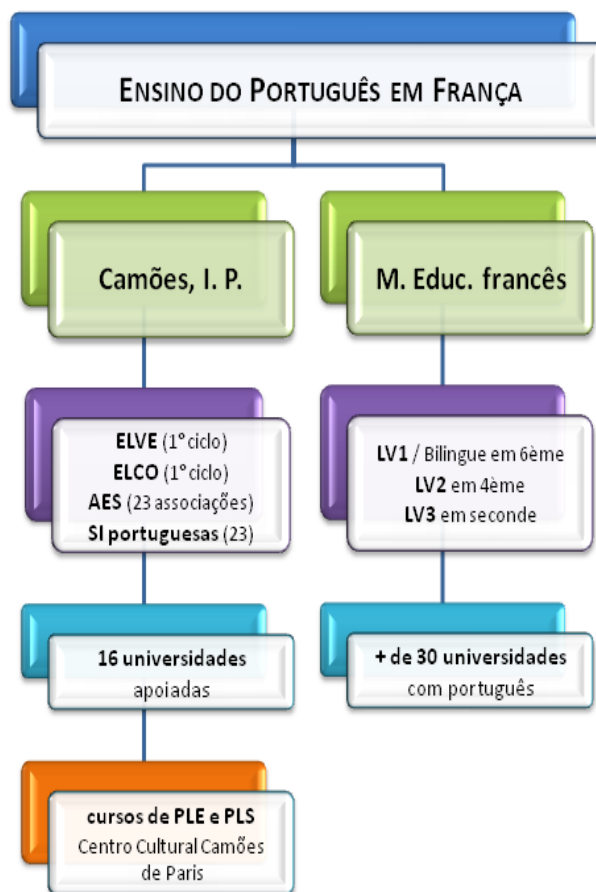 ENSINO DO PORTUGUÊS EM FRANÇA
Camões, I. P.
M. Educ. francês
ELVE (1º ciclo)
ELCO (1º ciclo)
AES (23 associações)
SI portuguesas (23)
LV1 / Bilingue em 6ème
LV2 em 4ème
LV3 em seconde
16 universidades
apoiadas
+ de 30 universidades
com português
cursos de PLE e PLS
Centro Cultural Camões
de Paris